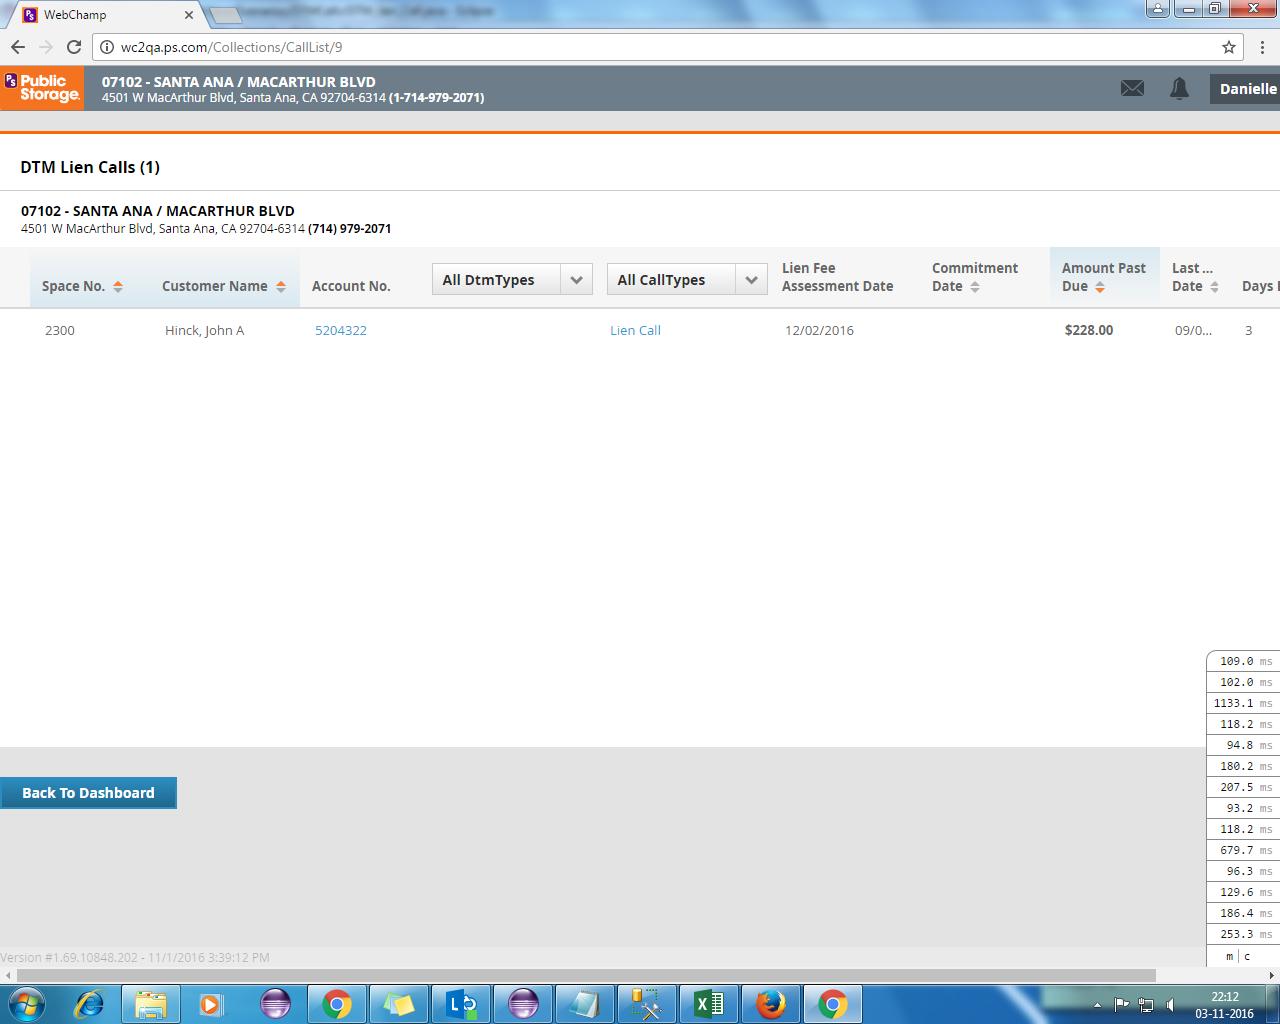 WebChamp
wc2qa.ps.com/Collections/CallList/9
PS Public Storage.
07102 - SANTA ANA / MACARTHUR BLVD
4501 W MacArthur Blvd, Santa Ana, CA 92704-6314 (1-714-979-2071)
Danielle
DTM Lien Calls (1)
07102 - SANTA ANA / MACARTHUR BLVD
4501 W MacArthur Blvd, Santa Ana, CA 92704-6314 (714) 979-2071
Space No. Customer Name Account No. All DtmTypes All CallTypes Lien Fee Assessment Date Commitment Date Amount Past Due Last ... Date Days
2300 Hinck, John A 5204322 Lien Call 12/02/2016 $228.00 09/0... 3
109.0 ms
102.0 ms
1133.1 ms
118.2 ms
94.8 ms
180.2 ms
207.5 ms
93.2 ms
118.2 ms
679.7 ms
96.3 ms
129.6 ms
186.4 ms
253.3 ms
m | c
Back To Dashboard
Version #1.69.10848.202 - 11/1/2016 3:39:12 PM
22:12
03-11-2016